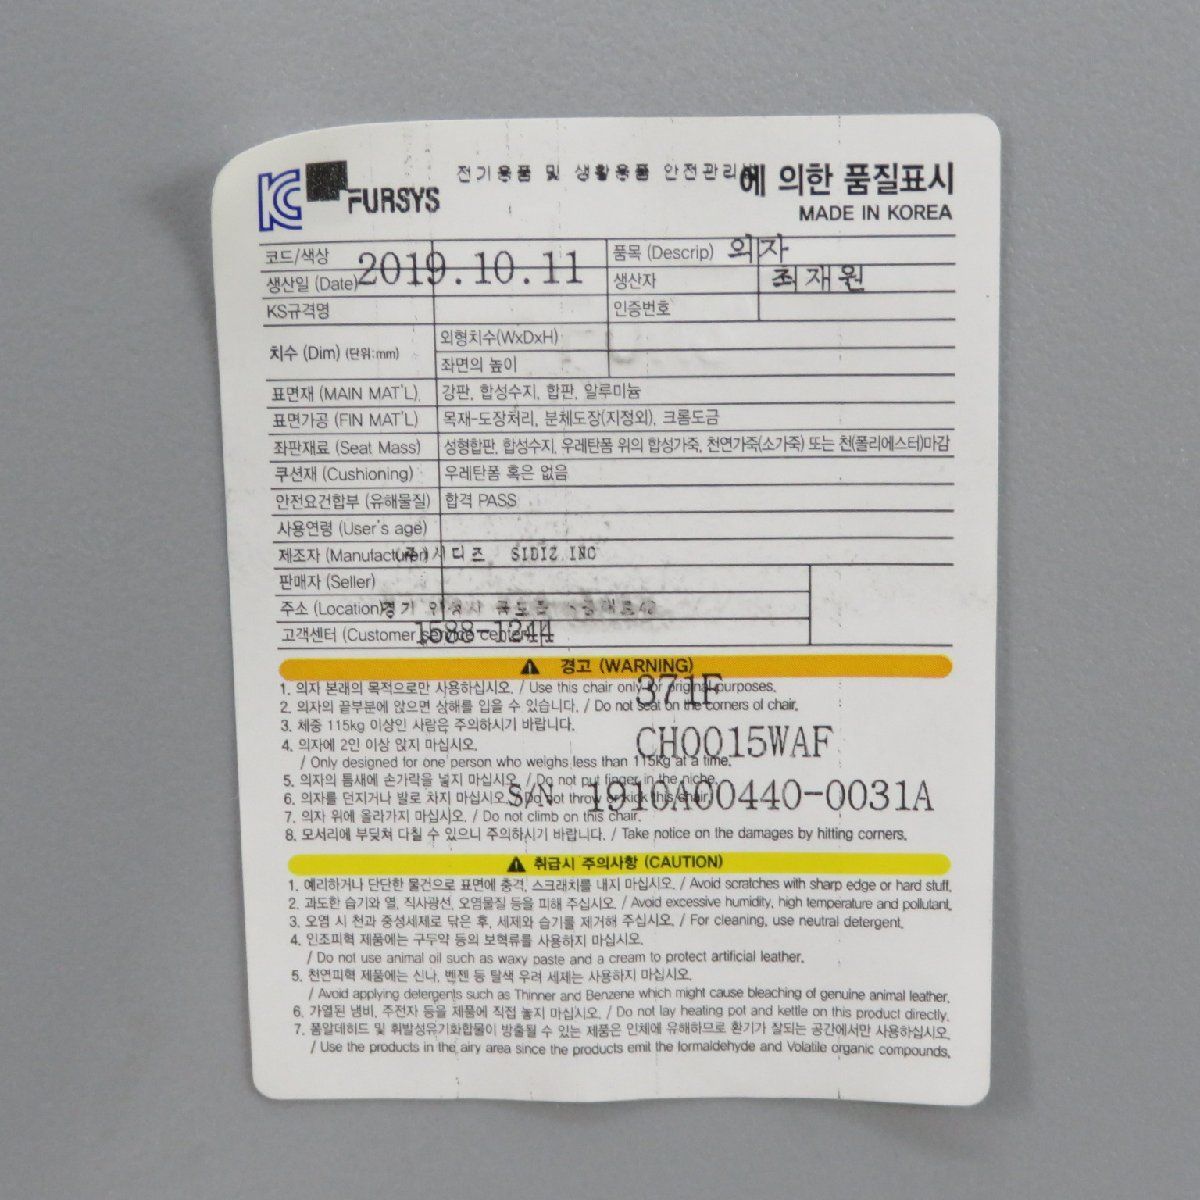 KC FURSYS 전기용품 및 생활용품 안전관리법에 의한 품질표시
MADE IN KOREA
코드/색상 품목 (Descrip) 의자
생산일 (Date) 2019.10.11 생산자 최재원
KS규격명 인증번호
치수 (Dim) (단위:mm) 외형치수(WxDxH)
좌면의 높이
표면재 (MAIN MAT'L) 강판, 합성수지, 합판, 알루미늄
표면가공 (FIN MAT'L) 목재-도장처리, 분체도장(지정외), 크롬도금
좌판재료 (Seat Mass) 성형합판, 합성수지, 우레탄폼 위의 합성가죽, 천연가죽(소가죽) 또는 천(폴리에스터)마감
쿠션재 (Cushioning) 우레탄폼 혹은 없음
안전요건합부 (유해물질) 합격 PASS
사용연령 (User's age)
제조자 (Manufacturer) 주)시디즈 SIDIZ INC
판매자 (Seller)
주소 (Location) 경기
고객센터 (Customer service center) 1588-1244
경고 (WARNING)
1. 의자 본래의 목적으로만 사용하십시오. / Use this chair only for original purposes.
371F
2. 의자의 끝부분에 앉으면 상해를 입을 수 있습니다. / Do not seat on the corners of chair.
3. 체중 115kg 이상인 사람은 주의하시기 바랍니다.
4. 의자에 2인 이상 앉지 마십시오.
CH0015WAF
/ Only designed for one person who weighs less than 115kg at a time.
5. 의자의 틈새에 손가락을 넣지 마십시오. / Do not put finger in the niche.
6. 의자를 던지거나 발로 차지 마십시오. / Do not throw or kick this chair.
S/N 1910A00440-0031A
7. 의자 위에 올라가지 마십시오. / Do not climb on this chair.
8. 모서리에 부딪쳐 다칠 수 있으니 주의하시기 바랍니다. / Take notice on the damages by hitting corners.
취급시 주의사항 (CAUTION)
1. 예리하거나 단단한 물건으로 표면에 충격, 스크래치를 내지 마십시오. / Avoid scratches with sharp edge or hard stuff.
2. 과도한 습기와 열, 직사광선, 오염물질 등을 피해 주십시오. / Avoid excessive humidity, high temperature and pollutant.
3. 오염 시 천과 중성세제로 닦은 후, 세제와 습기를 제거해 주십시오. / For cleaning, use neutral detergent.
4. 인조피혁 제품에는 구두약 등의 보혁류를 사용하지 마십시오.
/ Do not use animal oil such as waxy paste and a cream to protect artificial leather.
5. 천연피혁 제품에는 신나, 벤젠 등 탈색 우려 세제는 사용하지 마십시오.
/ Avoid applying detergents such as Thinner and Benzene which might cause bleaching of genuine animal leather.
6. 가열된 냄비, 주전자 등을 제품에 직접 놓지 마십시오. / Do not lay heating pot and kettle on this product directly.
7. 폼알데히드 및 휘발성유기화합물이 방출될 수 있는 제품은 인체에 유해하므로 환기가 잘되는 공간에서만 사용하십시오.
/ Use the products in the airy area since the products emit the formaldehyde and Volatile organic compounds.